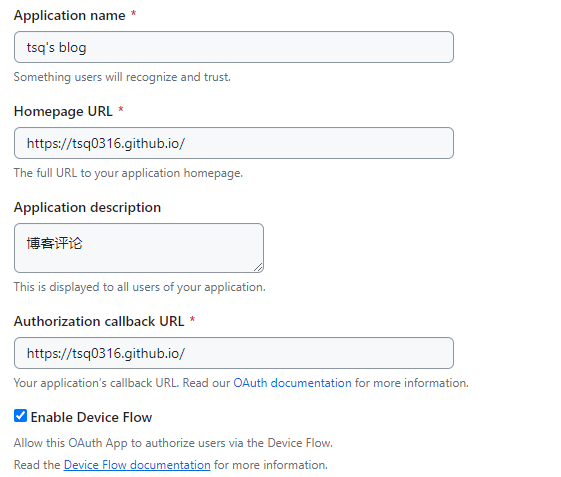 Application name *
tsq's blog
Something users will recognize and trust.
Homepage URL *
https://tsq0316.github.io/
The full URL to your application homepage.
Application description
博客评论
This is displayed to all users of your application.
Authorization callback URL *
https://tsq0316.github.io/
Your application's callback URL. Read our OAuth documentation for more information.
Enable Device Flow
Allow this OAuth App to authorize users via the Device Flow.
Read the Device Flow documentation for more information.